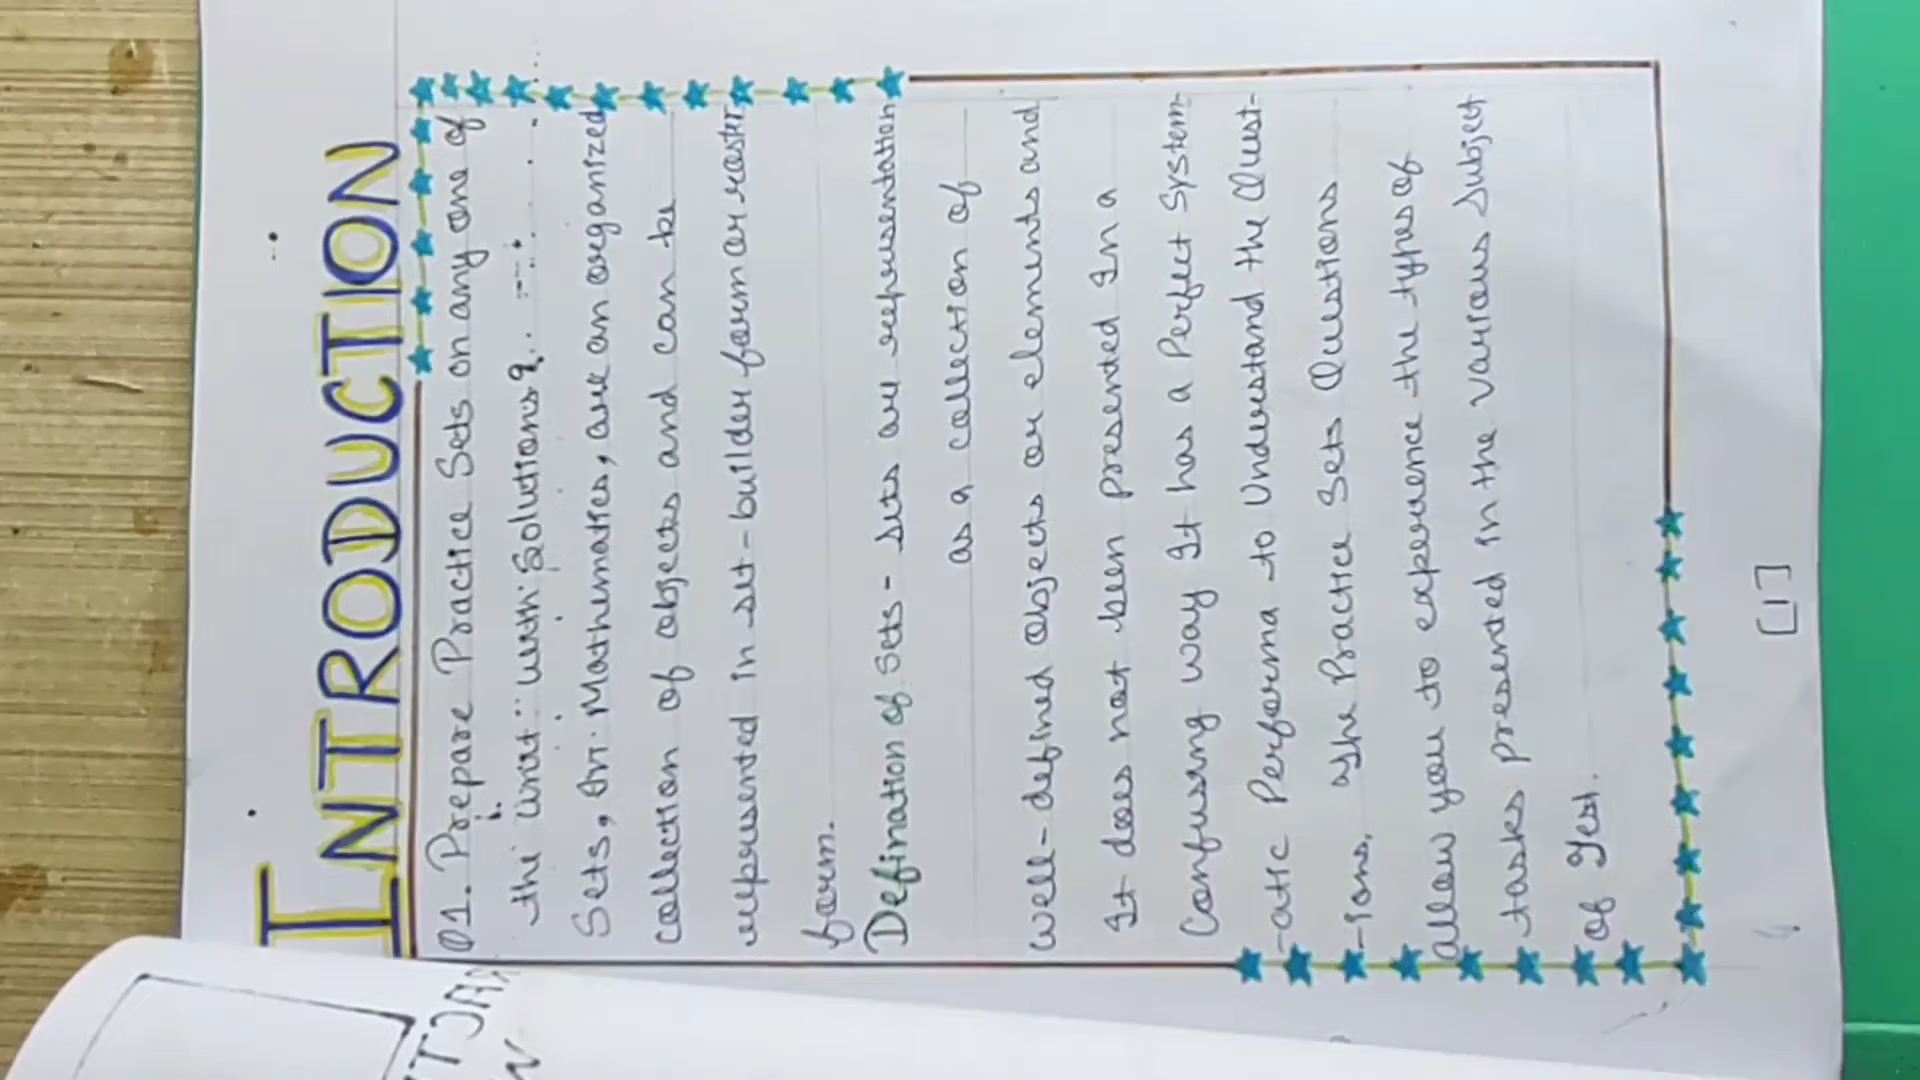 INTRODUCTION
Q1. Prepare Practice Sets on any one of
the unit with Solutions?
Sets, In Mathematics, are an organized
collection of objects and can be
represented in set-builder form or roster
form.
Defination of Sets - Sets are representation
as a collection of
well-defined objects or elements and
It does not been presented In a
Confusing way It has a Perfect System-
-atic Performa to Understand the Quest-
-ions. The Practice Sets Questions
allow you to experience the types of
tasks presented in the various Subject
of Test.
[1]